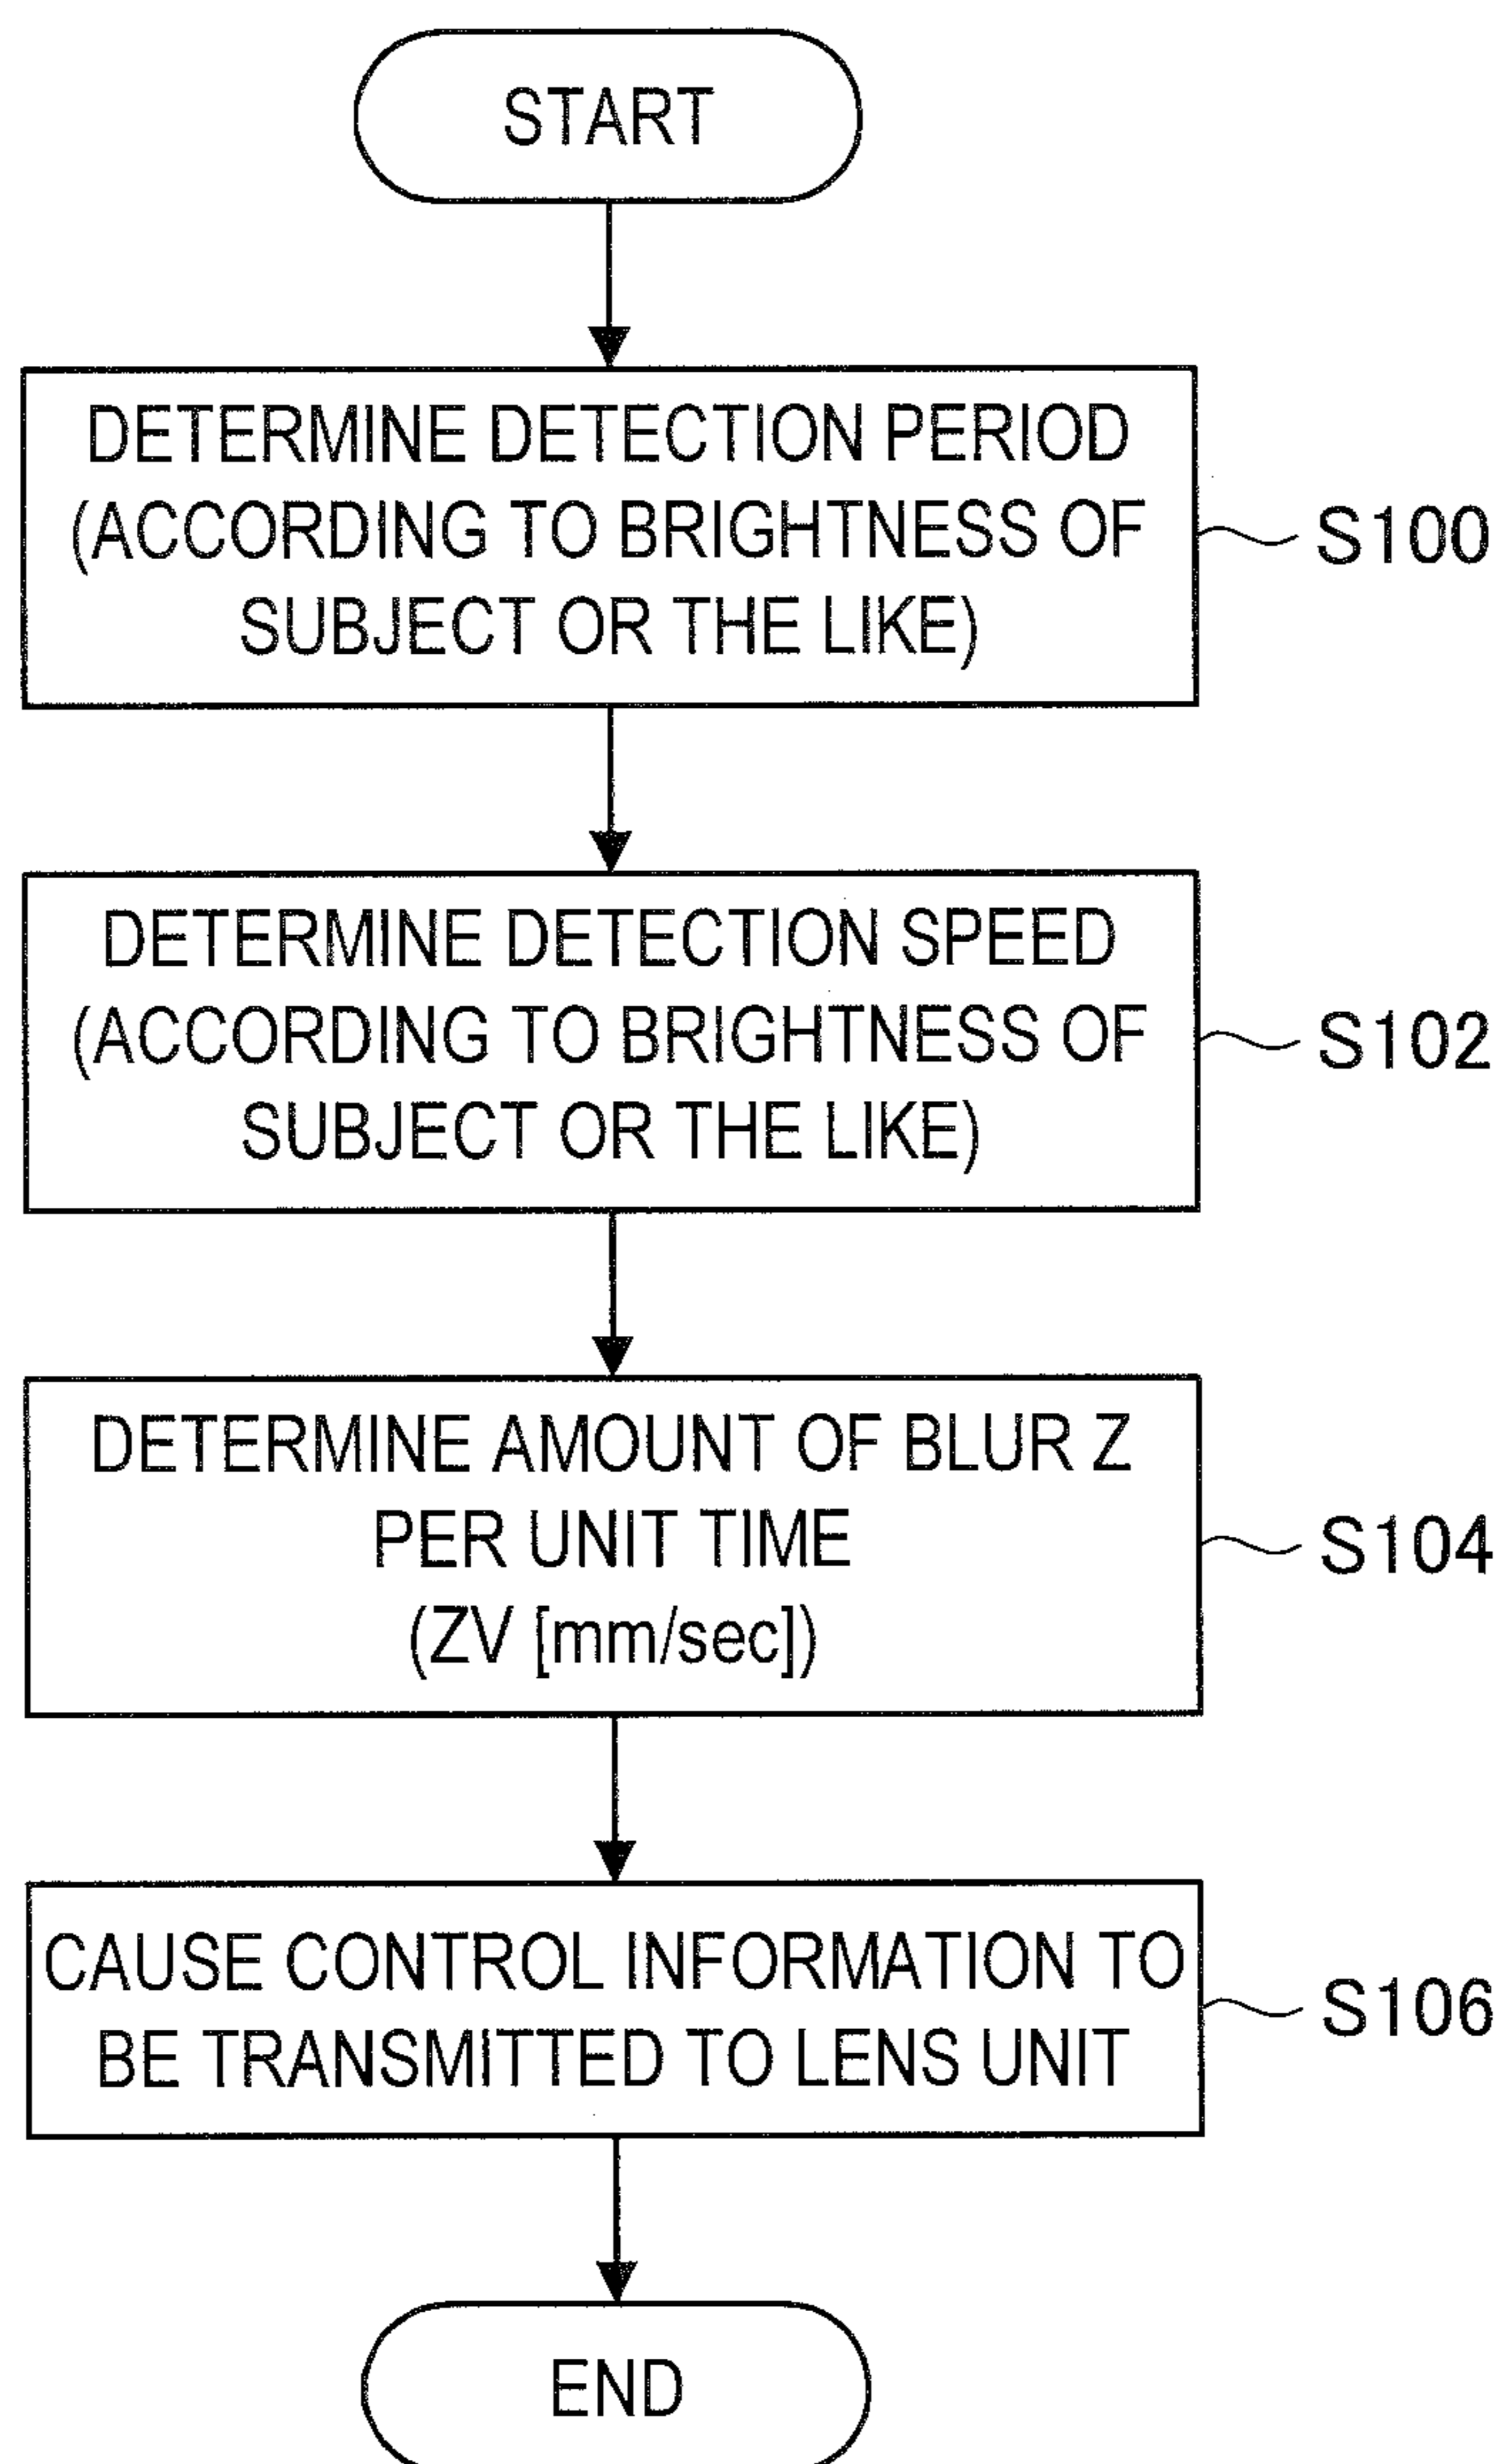 START
DETERMINE DETECTION PERIOD
(ACCORDING TO BRIGHTNESS OF
SUBJECT OR THE LIKE)
S100
DETERMINE DETECTION SPEED
(ACCORDING TO BRIGHTNESS OF
SUBJECT OR THE LIKE)
S102
DETERMINE AMOUNT OF BLUR Z
PER UNIT TIME
(ZV [mm/sec])
S104
CAUSE CONTROL INFORMATION TO
BE TRANSMITTED TO LENS UNIT
S106
END